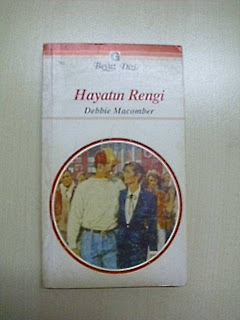 Beyaz Dizi
Hayatın Rengi
Debbie Macomber